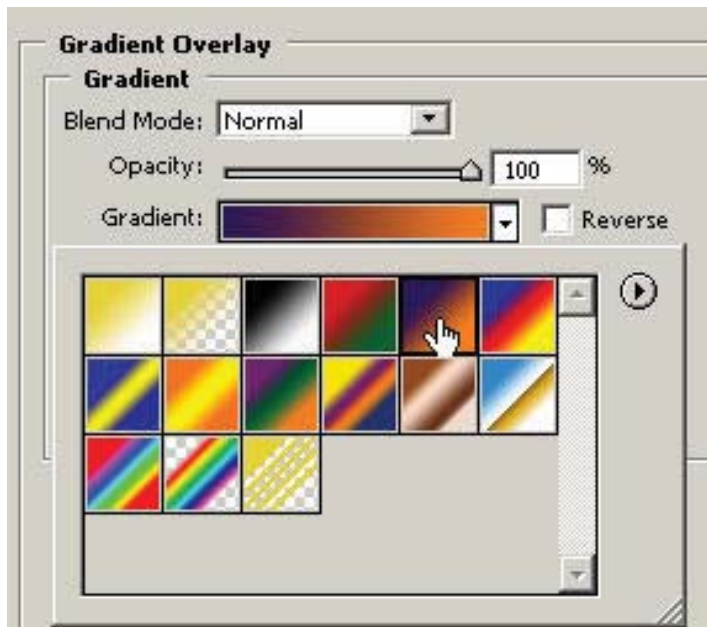 Gradient Overlay
Gradient
Blend Mode: Normal
Opacity: 100 %
Gradient: Reverse